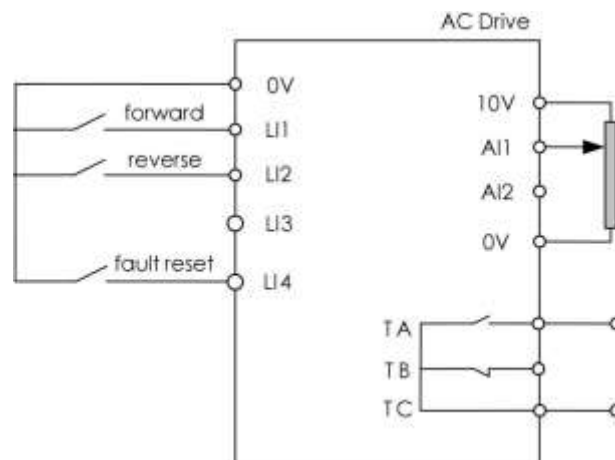 AC Drive
0V
forward
LI1
reverse
LI2
LI3
fault reset
LI4
10V
AI1
AI2
0V
TA
TB
TC